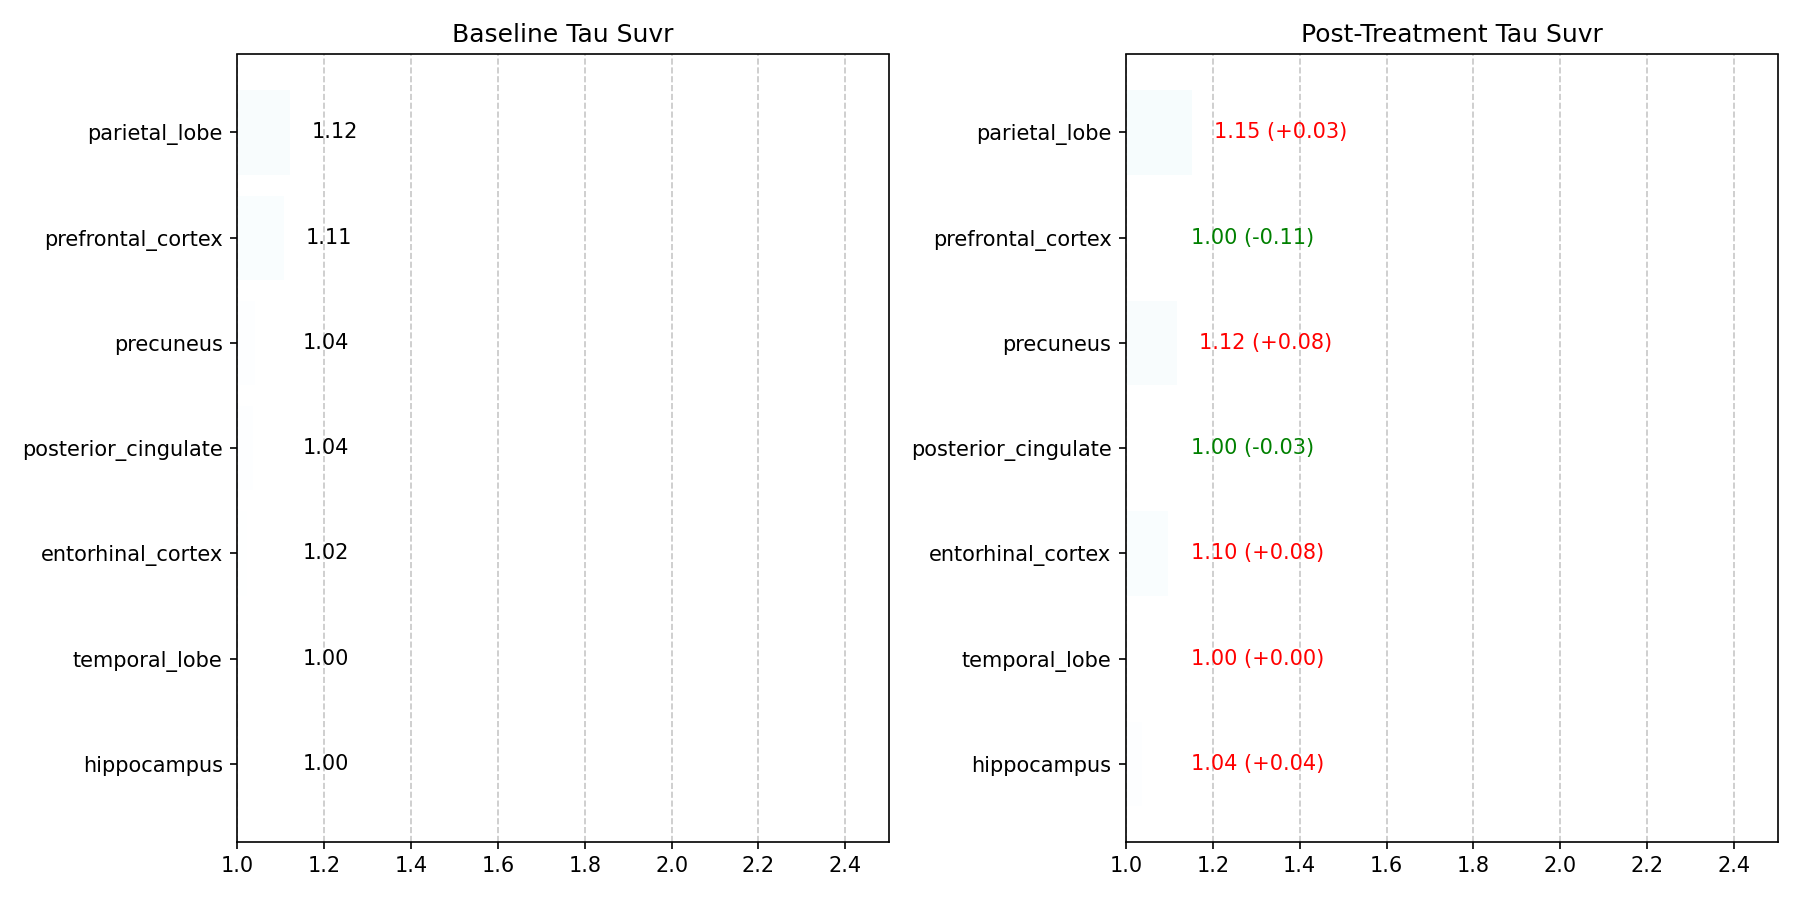 Baseline Tau Suvr
parietal_lobe 1.12
prefrontal_cortex 1.11
precuneus 1.04
posterior_cingulate 1.04
entorhinal_cortex 1.02
temporal_lobe 1.00
hippocampus 1.00
1.0 1.2 1.4 1.6 1.8 2.0 2.2 2.4
Post-Treatment Tau Suvr
parietal_lobe 1.15 (+0.03)
prefrontal_cortex 1.00 (-0.11)
precuneus 1.12 (+0.08)
posterior_cingulate 1.00 (-0.03)
entorhinal_cortex 1.10 (+0.08)
temporal_lobe 1.00 (+0.00)
hippocampus 1.04 (+0.04)
1.0 1.2 1.4 1.6 1.8 2.0 2.2 2.4